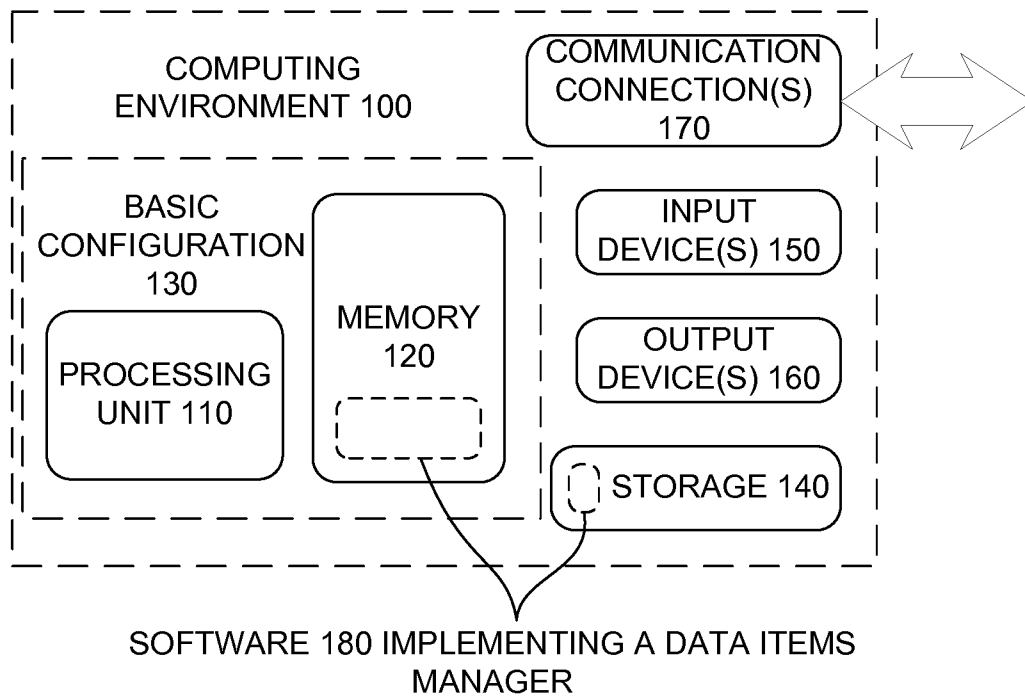 COMPUTING
ENVIRONMENT 100
COMMUNICATION
CONNECTION(S)
170
BASIC
CONFIGURATION
130
PROCESSING
UNIT 110
MEMORY
120
INPUT
DEVICE(S) 150
OUTPUT
DEVICE(S) 160
STORAGE 140
SOFTWARE 180 IMPLEMENTING A DATA ITEMS
MANAGER